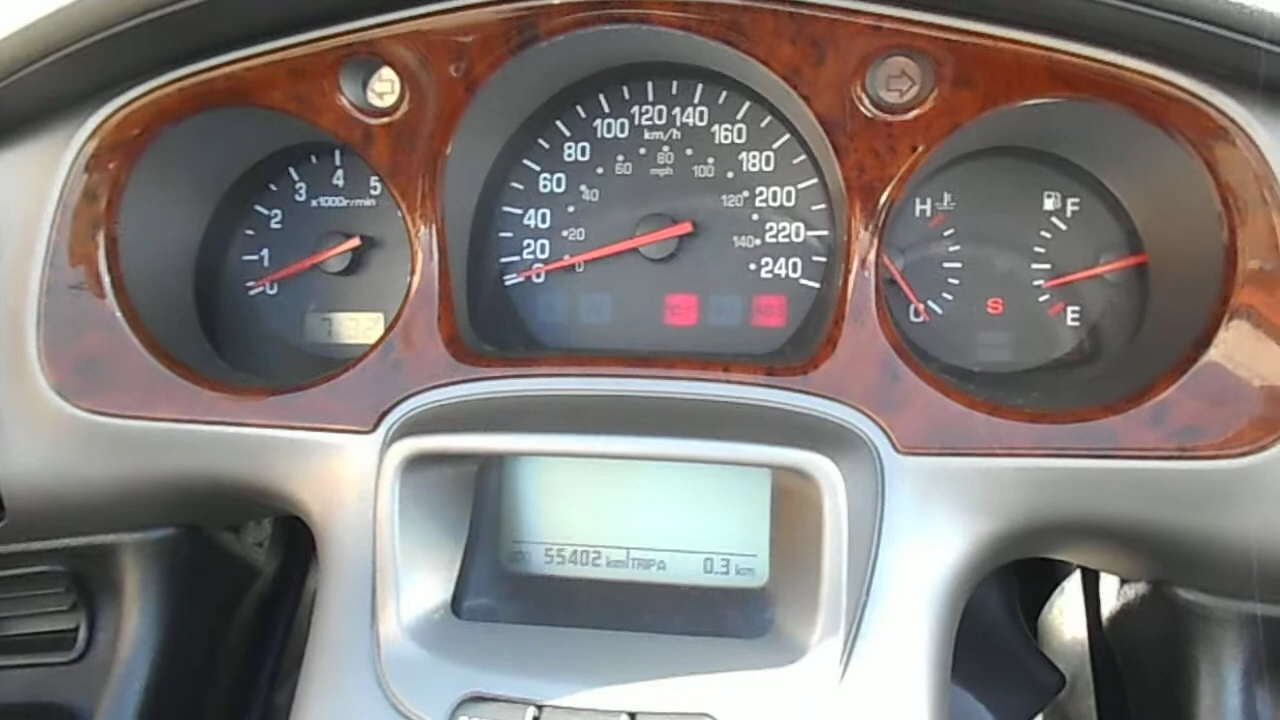 1 2 3 4 5
x1000r/min
0
20 40 60 80 100 120 140 160 180 200 220 240
km/h
0 20 40 60 80 100 120 140
mph
0
H
C
F
E
S
55402 km TRIP A 0.3 km